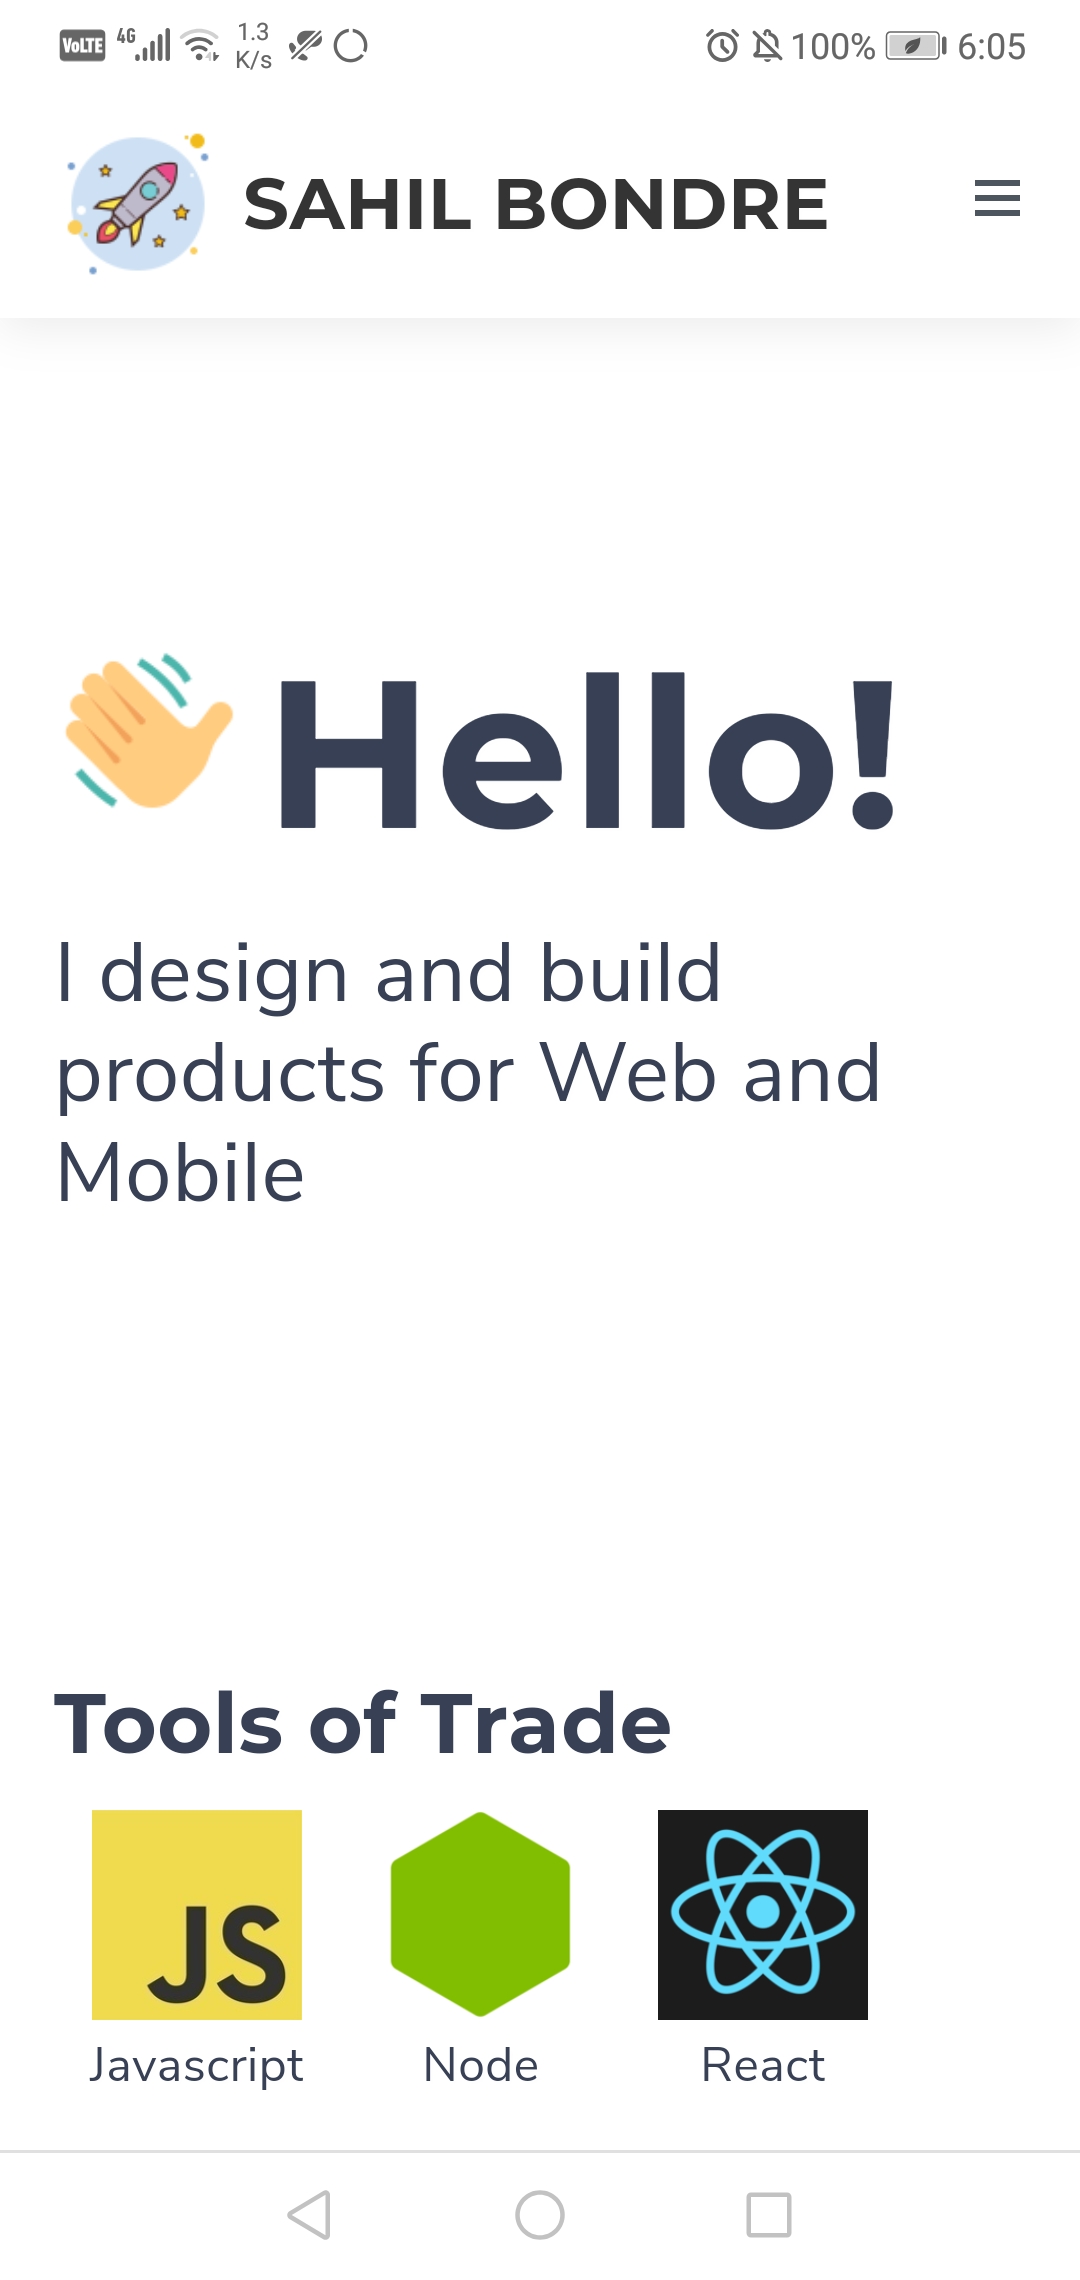 VoLTE 4G 1.3 K/s 100% 6:05
SAHIL BONDRE
Hello!
I design and build
products for Web and
Mobile
Tools of Trade
JS
Javascript Node React